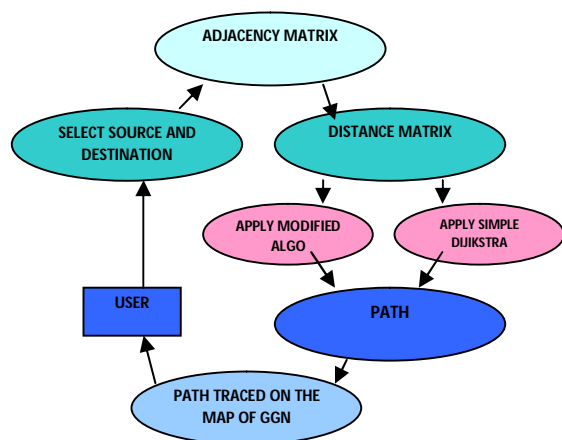 ADJACENCY MATRIX
SELECT SOURCE AND
DESTINATION
DISTANCE MATRIX
APPLY MODIFIED
ALGO
APPLY SIMPLE
DIJIKSTRA
USER
PATH
PATH TRACED ON THE
MAP OF GGN